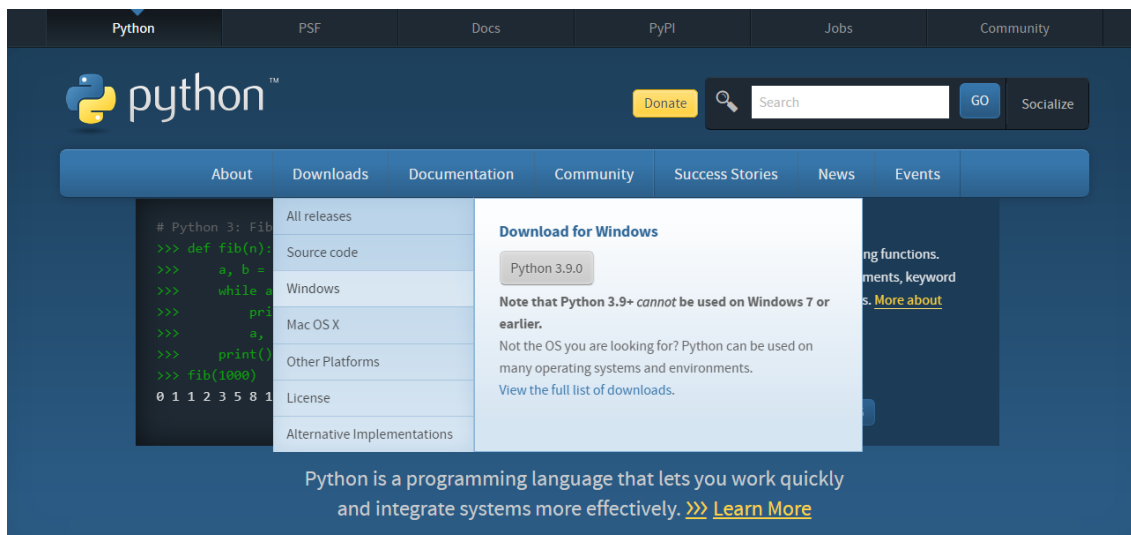 Python PSF Docs PyPI Jobs Community
python™
Donate Search GO Socialize
About Downloads Documentation Community Success Stories News Events
# Python 3: Fib
>>> def fib(n):
>>> a, b =
>>> while a
>>> pri
>>> a,
>>> print()
>>> fib(1000)
0 1 1 2 3 5 8 1
All releases
Source code
Windows
Mac OS X
Other Platforms
License
Alternative Implementations
Download for Windows
Python 3.9.0
Note that Python 3.9+ cannot be used on Windows 7 or
earlier.
Not the OS you are looking for? Python can be used on
many operating systems and environments.
View the full list of downloads.
ng functions.
ments, keyword
s. More about
Python is a programming language that lets you work quickly
and integrate systems more effectively. >>> Learn More